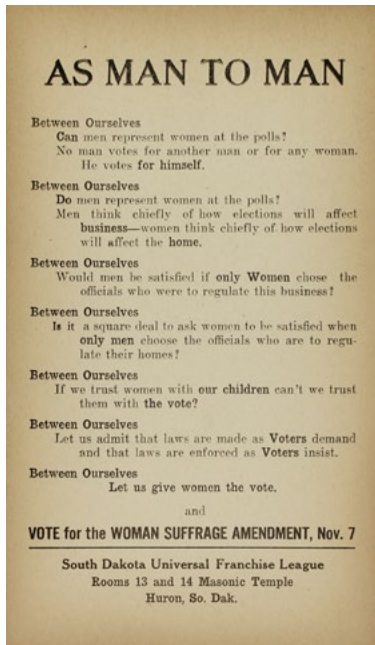 AS MAN TO MAN
Between Ourselves
Can men represent women at the polls?
No man votes for another man or for any woman.
He votes for himself.
Between Ourselves
Do men represent women at the polls?
Men think chiefly of how elections will affect
business—women think chiefly of how elections
will affect the home.
Between Ourselves
Would men be satisfied if only Women chose the
officials who were to regulate this business?
Between Ourselves
Is it a square deal to ask women to be satisfied when
only men choose the officials who are to regu-
late their homes?
Between Ourselves
If we trust women with our children can't we trust
them with the vote?
Between Ourselves
Let us admit that laws are made as Voters demand
and that laws are enforced as Voters insist.
Between Ourselves
Let us give women the vote.
and
VOTE for the WOMAN SUFFRAGE AMENDMENT, Nov. 7
South Dakota Universal Franchise League
Rooms 13 and 14 Masonic Temple
Huron, So. Dak.